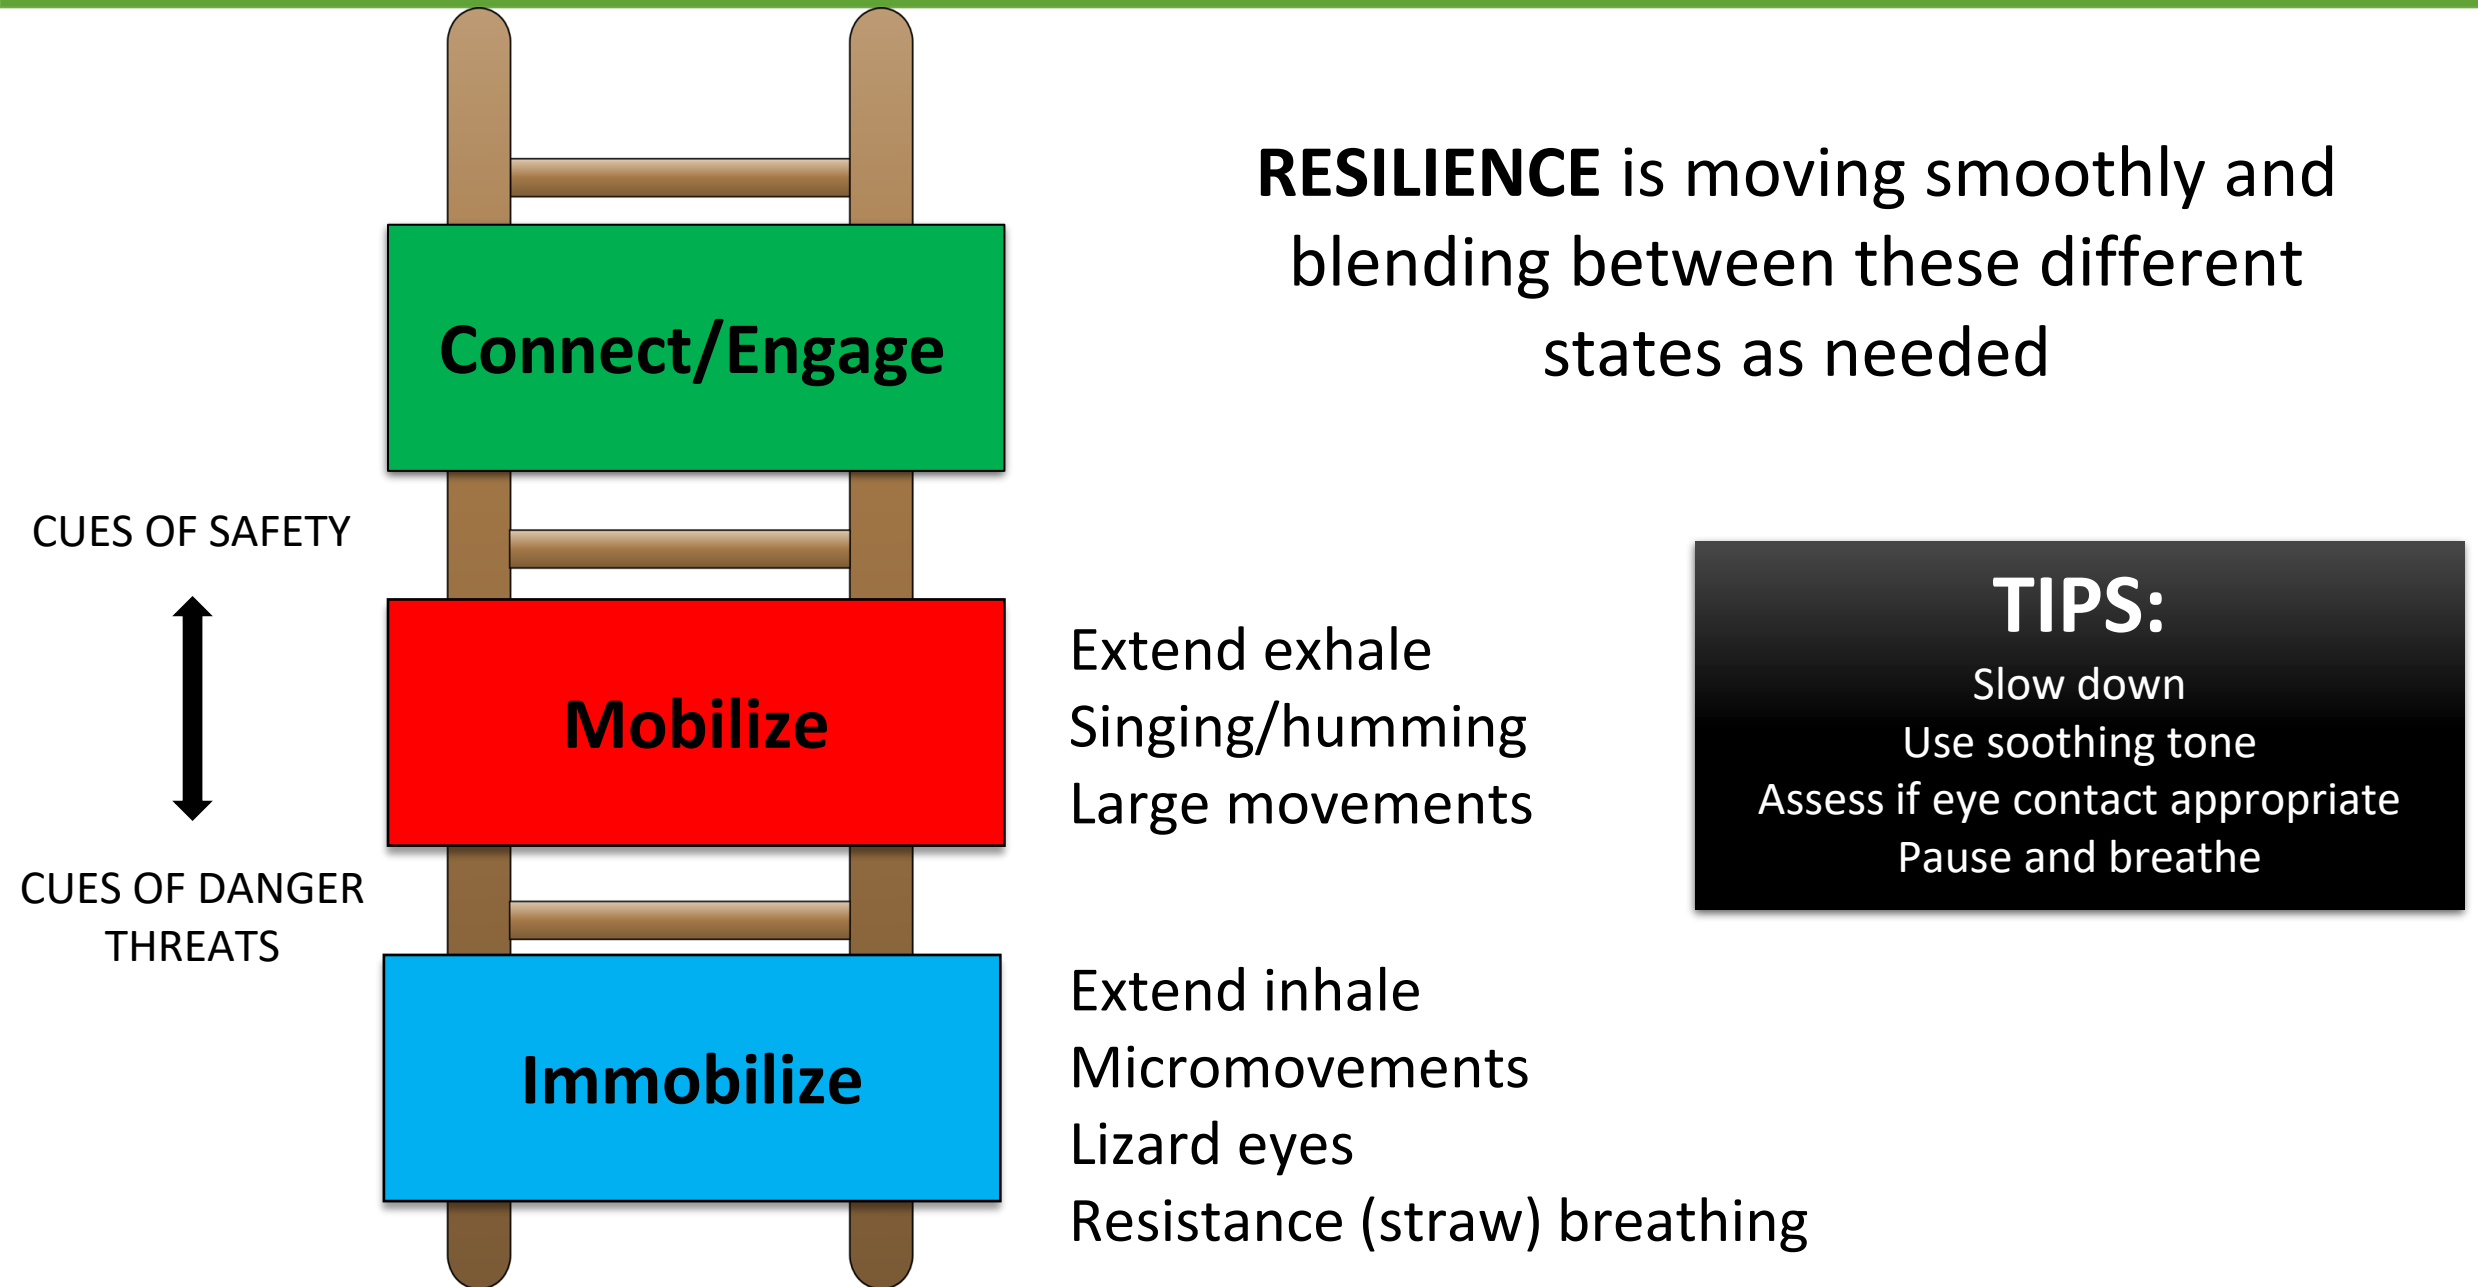 RESILIENCE is moving smoothly and
blending between these different
states as needed
Connect/Engage
CUES OF SAFETY
CUES OF DANGER
THREATS
Mobilize
Extend exhale
Singing/humming
Large movements
TIPS:
Slow down
Use soothing tone
Assess if eye contact appropriate
Pause and breathe
Immobilize
Extend inhale
Micromovements
Lizard eyes
Resistance (straw) breathing